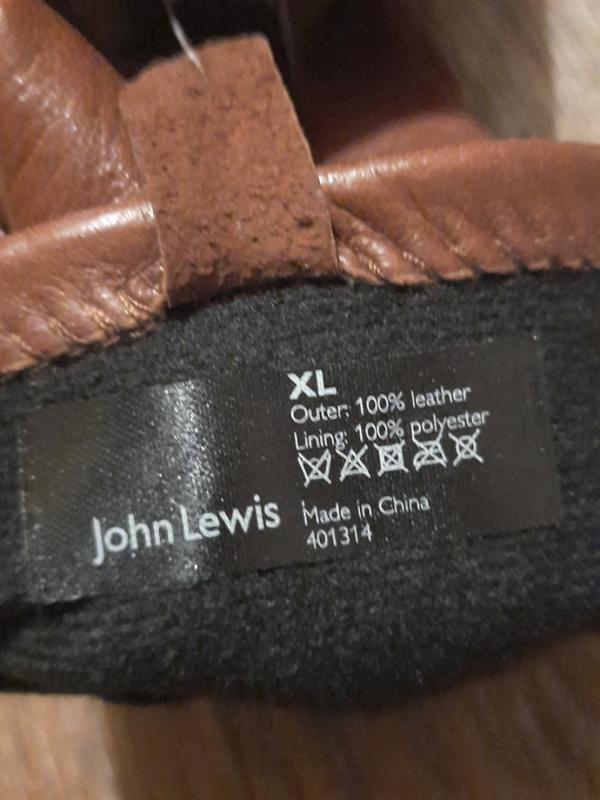 XL
Outer: 100% leather
Lining: 100% polyester
John Lewis
Made in China
401314